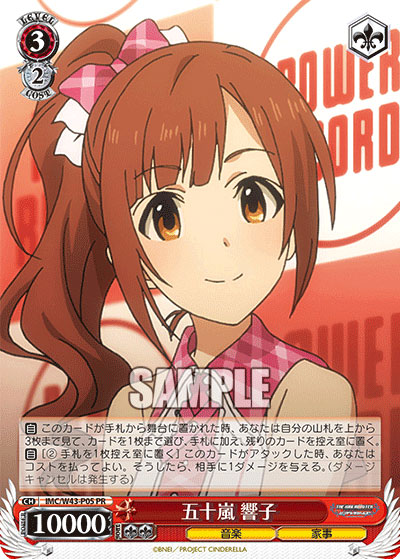 LEVEL
3
2
COST
POWER
RECORD
SAMPLE
自 このカードが手札から舞台に置かれた時、あなたは自分の山札を上から
3枚まで見て、カードを1枚まで選び、手札に加え、残りのカードを控え室に置く。
自 [② 手札を1枚控え室に置く] このカードがアタックした時、あなたは
コストを払ってよい。そうしたら、相手に1ダメージを与える。(ダメージ
キャンセルは発生する)
CH IMC/W43-P05 PR
POWER
10000
SOUL
五十嵐 響子
音楽
家事
©BNEI／PROJECT CINDERELLA